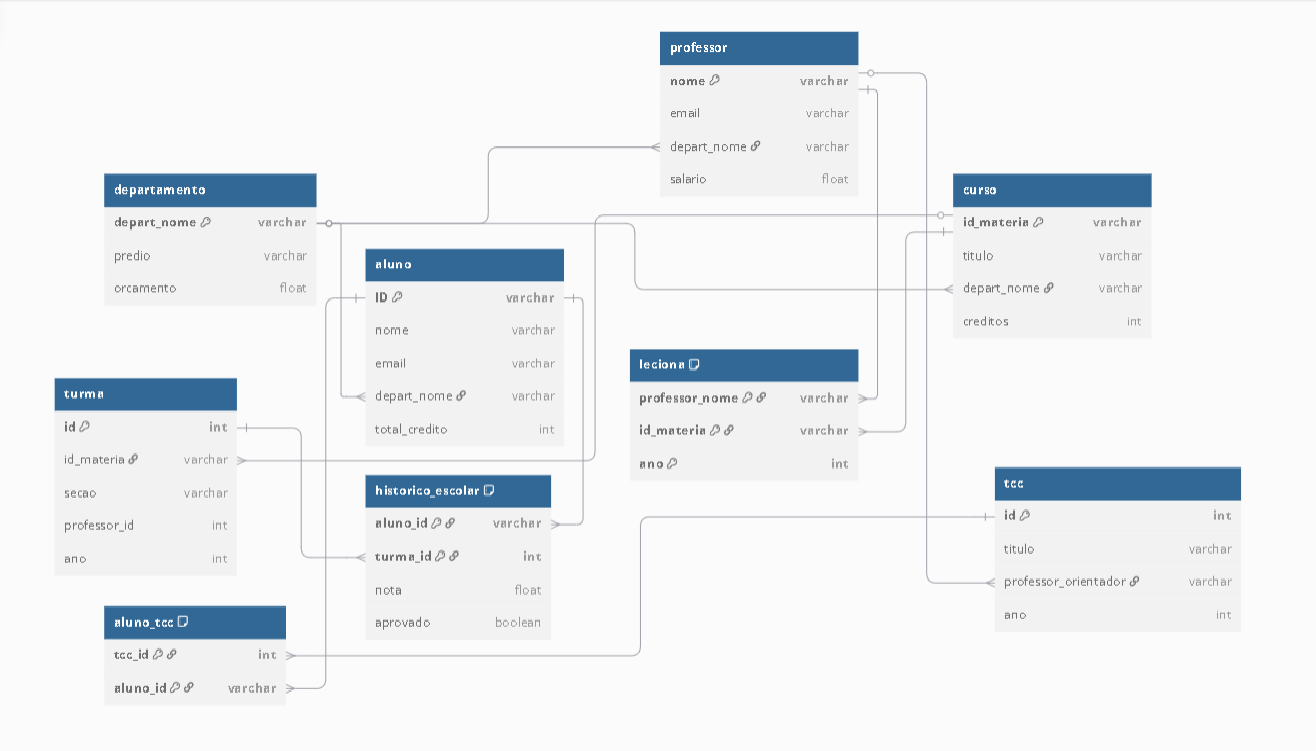 professor
nome varchar
email varchar
depart_nome varchar
salario float
departamento
depart_nome varchar
predio varchar
orcamento float
curso
id_materia varchar
titulo varchar
depart_nome varchar
creditos int
aluno
ID varchar
nome varchar
email varchar
depart_nome varchar
total_credito int
leciona
professor_nome varchar
id_materia varchar
ano int
turma
id int
id_materia varchar
secao varchar
professor_id int
ano int
historico_escolar
aluno_id varchar
turma_id int
nota float
aprovado boolean
tcc
id int
titulo varchar
professor_orientador varchar
ano int
aluno_tcc
tcc_id int
aluno_id varchar